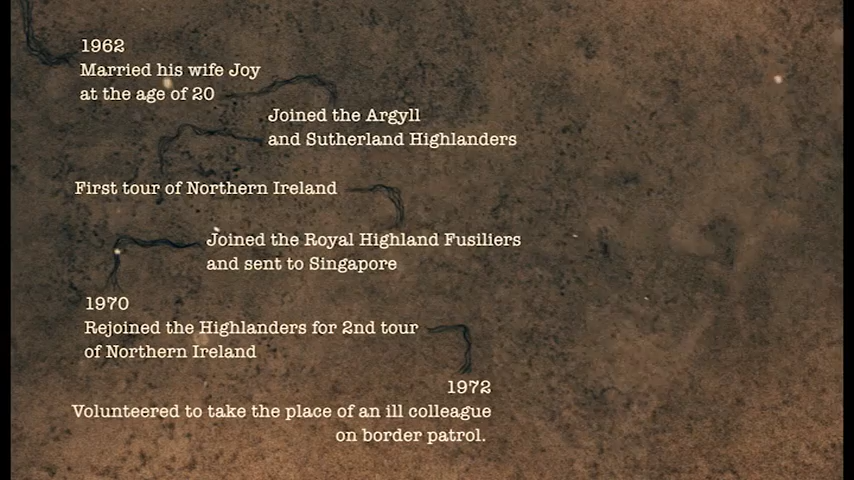 1962
Married his wife Joy
at the age of 20
Joined the Argyll
and Sutherland Highlanders
First tour of Northern Ireland
Joined the Royal Highland Fusiliers
and sent to Singapore
1970
Rejoined the Highlanders for 2nd tour
of Northern Ireland
1972
Volunteered to take the place of an ill colleague
on border patrol.